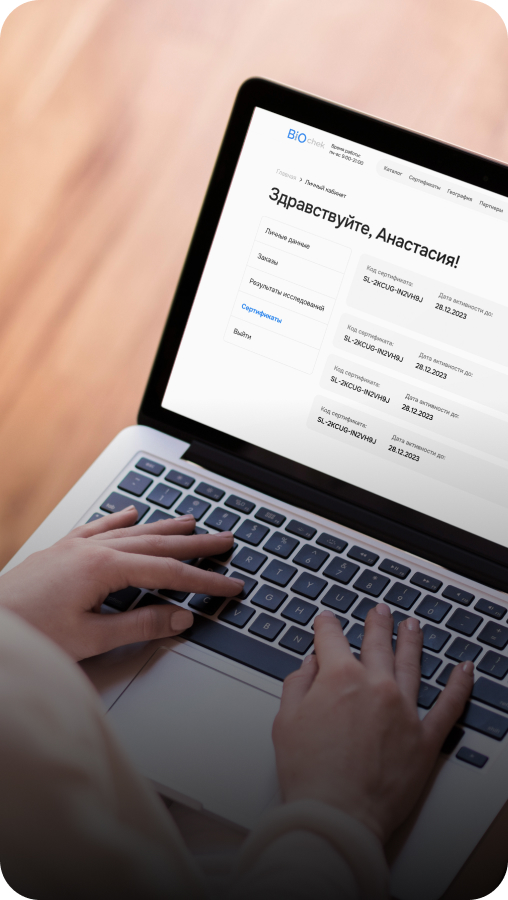 BiOchek
Время работы:
пн-вс 9:00-21:00
Каталог Сертификаты География Партнеры
Главная > Личный кабинет
Здравствуйте, Анастасия!
Личные данные
Заказы
Результаты исследований
Сертификаты
Выйти
Код сертификата: Дата активности до:
SL-2KCUG-IN2VH9J 28.12.2023
Код сертификата: Дата активности до:
SL-2KCUG-IN2VH9J 28.12.2023
Код сертификата: Дата активности до:
SL-2KCUG-IN2VH9J 28.12.2023
Код сертификата: Дата активности до:
SL-2KCUG-IN2VH9J 28.12.2023